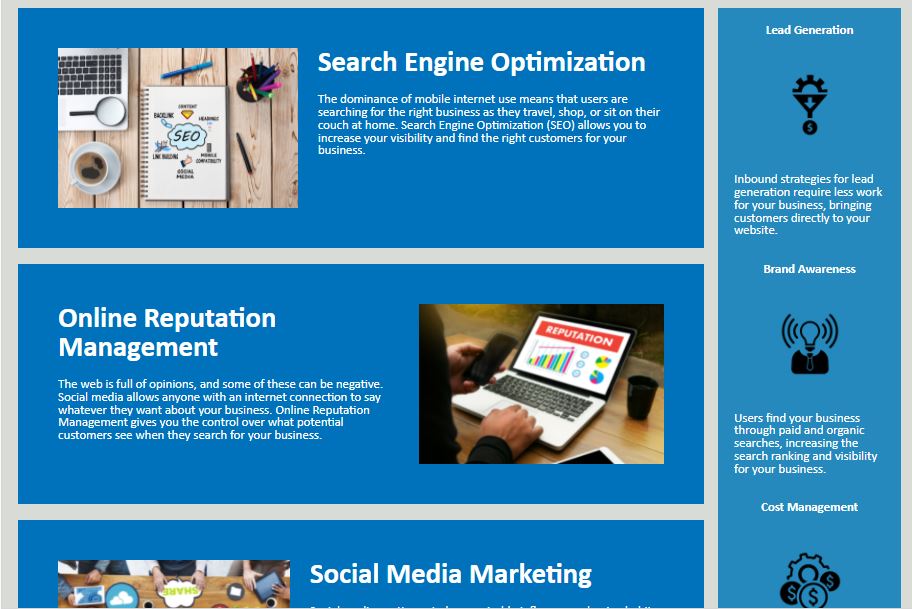 Search Engine Optimization
The dominance of mobile internet use means that users are
searching for the right business as they travel, shop, or sit on their
couch at home. Search Engine Optimization (SEO) allows you to
increase your visibility and find the right customers for your
business.
CONTENT
BACKLINK
HEADINGS
SEO
LINK BUILDING
MOBILE
COMPATIBILITY
SOCIAL
MEDIA
Online Reputation
Management
The web is full of opinions, and some of these can be negative.
Social media allows anyone with an internet connection to say
whatever they want about your business. Online Reputation
Management gives you the control over what potential
customers see when they search for your business.
REPUTATION
Social Media Marketing
SHARE
Lead Generation
$
Inbound strategies for lead
generation require less work
for your business, bringing
customers directly to your
website.
Brand Awareness
Users find your business
through paid and organic
searches, increasing the
search ranking and visibility
for your business.
Cost Management
$ $ $